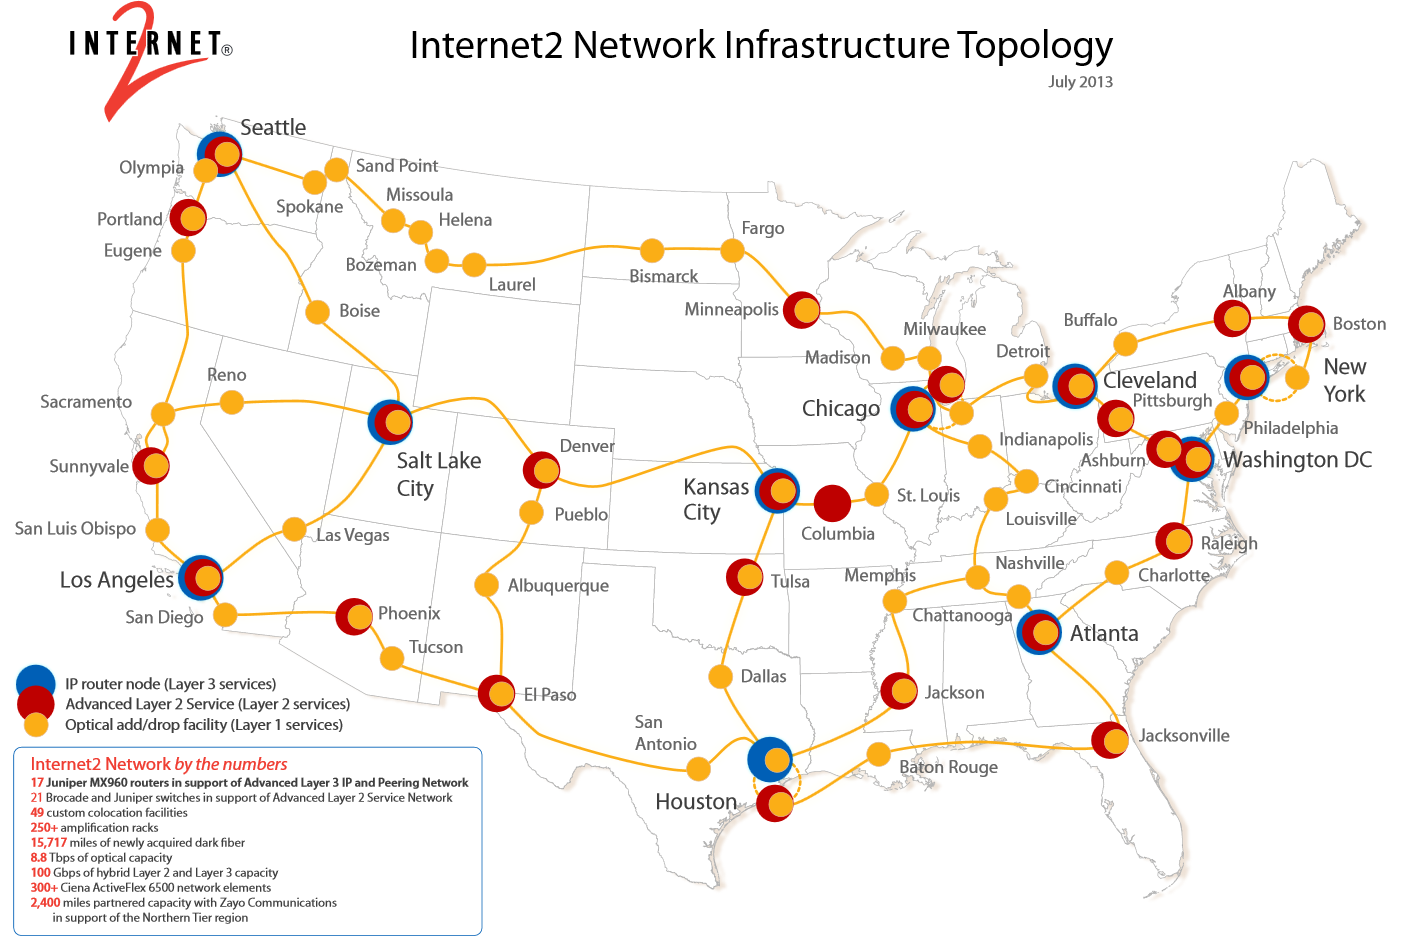 INTERNET®
2
Internet2 Network Infrastructure Topology
July 2013
Seattle
Olympia
Sand Point
Missoula
Spokane
Portland
Helena
Eugene
Bozeman
Laurel
Fargo
Bismarck
Boise
Minneapolis
Milwaukee
Madison
Detroit
Buffalo
Albany
Boston
New
York
Cleveland
Pittsburgh
Philadelphia
Chicago
Reno
Sacramento
Sunnyvale
Salt Lake
City
Denver
Kansas
City
Indianapolis
Ashburn
Washington DC
Cincinnati
St. Louis
Louisville
Columbia
Pueblo
San Luis Obispo
Las Vegas
Raleigh
Los Angeles
Albuquerque
Tulsa
Memphis
Nashville
Charlotte
San Diego
Phoenix
Chattanooga
Atlanta
Tucson
Dallas
Jackson
El Paso
San
Antonio
Jacksonville
Baton Rouge
Houston
IP router node (Layer 3 services)
Advanced Layer 2 Service (Layer 2 services)
Optical add/drop facility (Layer 1 services)
Internet2 Network by the numbers
17 Juniper MX960 routers in support of Advanced Layer 3 IP and Peering Network
21 Brocade and Juniper switches in support of Advanced Layer 2 Service Network
49 custom colocation facilities
250+ amplification racks
15,717 miles of newly acquired dark fiber
8.8 Tbps of optical capacity
100 Gbps of hybrid Layer 2 and Layer 3 capacity
300+ Ciena ActiveFlex 6500 network elements
2,400 miles partnered capacity with Zayo Communications
in support of the Northern Tier region